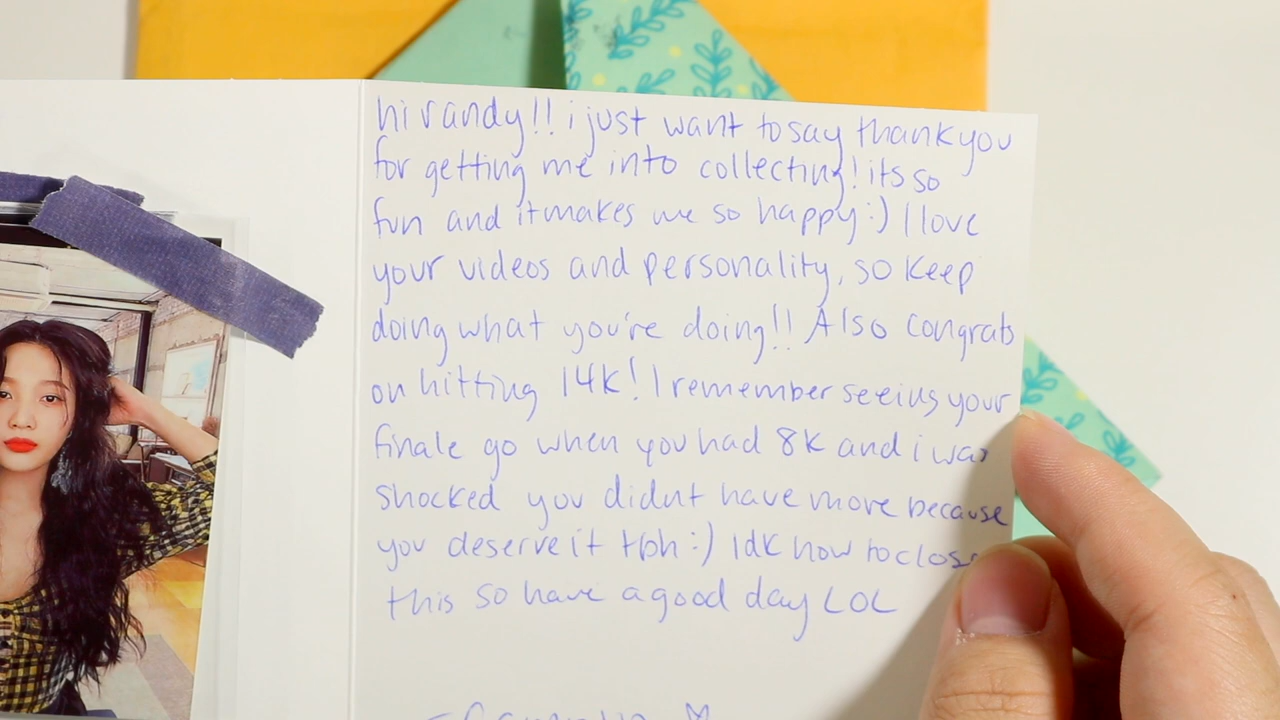 hi randy!! i just want to say thank you
for getting me into collecting! its so
fun and it makes me so happy :) I love
your videos and personality, so keep
doing what you're doing!! Also congrats
on hitting 14K! I remember seeing your
finale go when you had 8K and i was
shocked you didnt have more because
you deserve it tbh :) Idk how to close
this so have a good day LOL